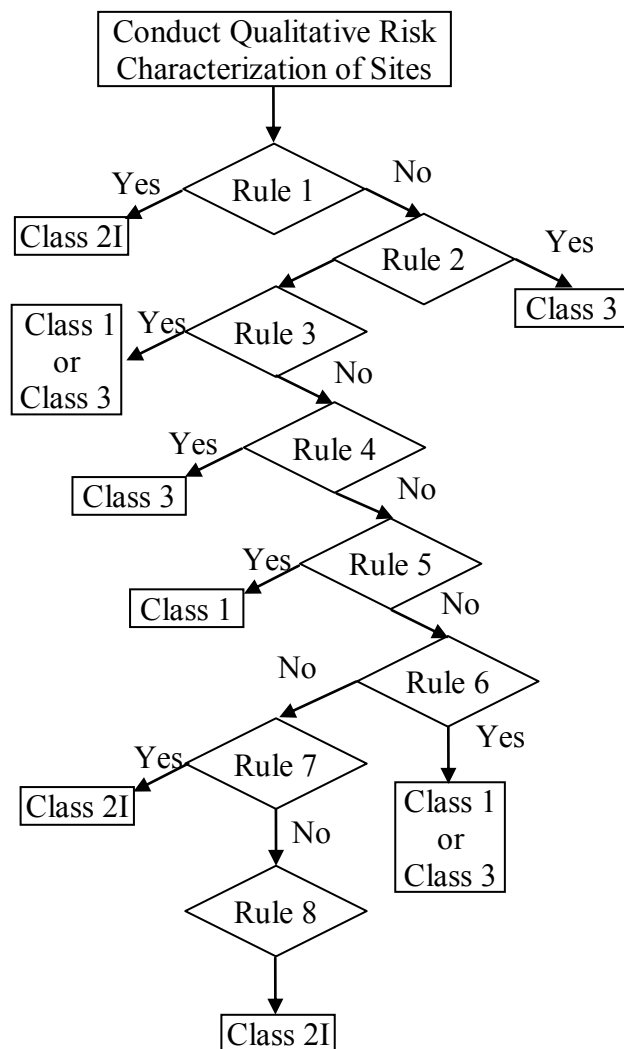 Conduct Qualitative Risk
Characterization of Sites
Yes
Rule 1
No
Class 2I
Rule 2
Yes
Class 3
Class 1
or
Class 3
Yes
Rule 3
No
Yes
Rule 4
Class 3
No
Yes
Rule 5
Class 1
No
No
Rule 6
Yes
Yes
Rule 7
Class 2I
Class 1
or
Class 3
No
Rule 8
Class 2I